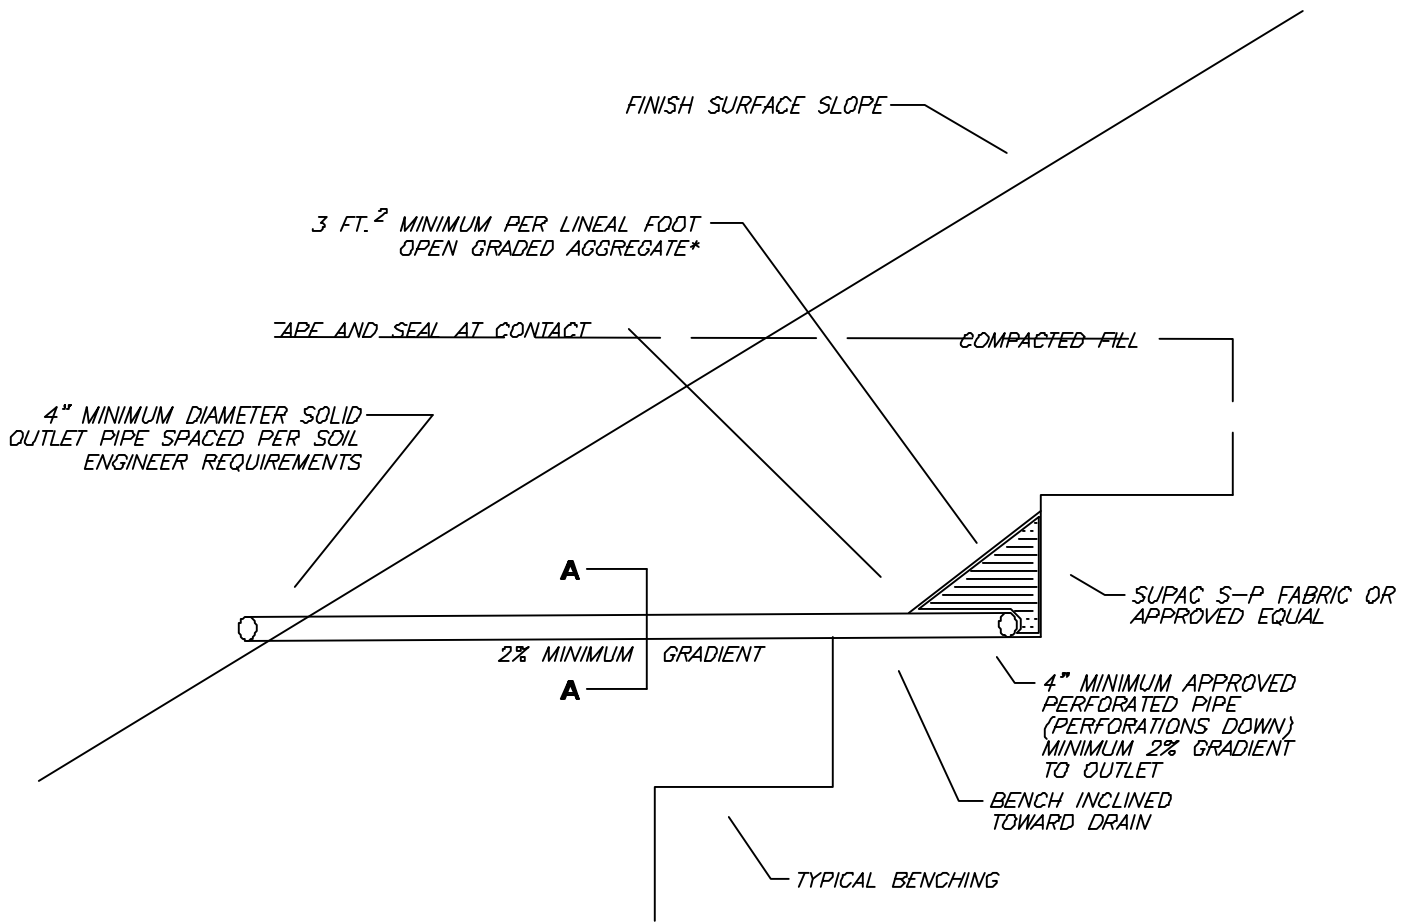 FINISH SURFACE SLOPE
3 FT.² MINIMUM PER LINEAL FOOT
OPEN GRADED AGGREGATE*
TAPE AND SEAL AT CONTACT
COMPACTED FILL
4" MINIMUM DIAMETER SOLID
OUTLET PIPE SPACED PER SOIL
ENGINEER REQUIREMENTS
A
SUPAC S-P FABRIC OR
APPROVED EQUAL
2% MINIMUM GRADIENT
A
4" MINIMUM APPROVED
PERFORATED PIPE
(PERFORATIONS DOWN)
MINIMUM 2% GRADIENT
TO OUTLET
BENCH INCLINED
TOWARD DRAIN
TYPICAL BENCHING